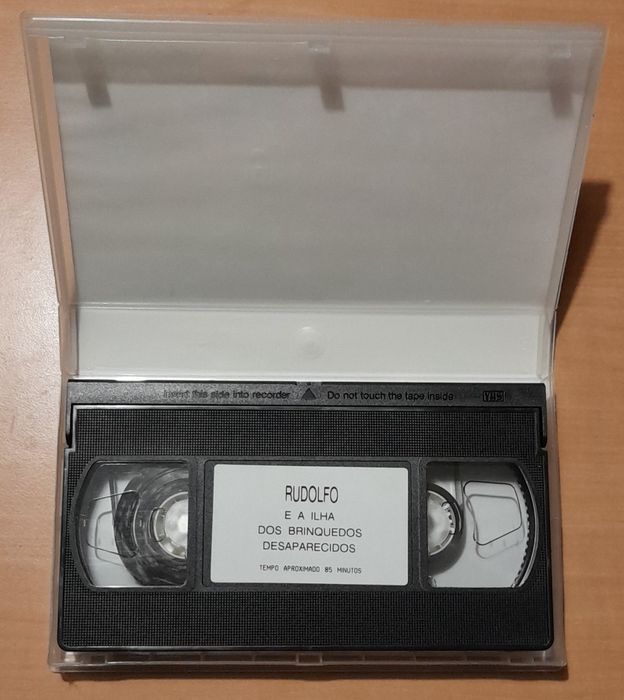 Insert this side into recorder Do not touch the tape inside VHS
RUDOLFO
E A ILHA
DOS BRINQUEDOS
DESAPARECIDOS
TEMPO APROXIMADO 85 MINUTOS